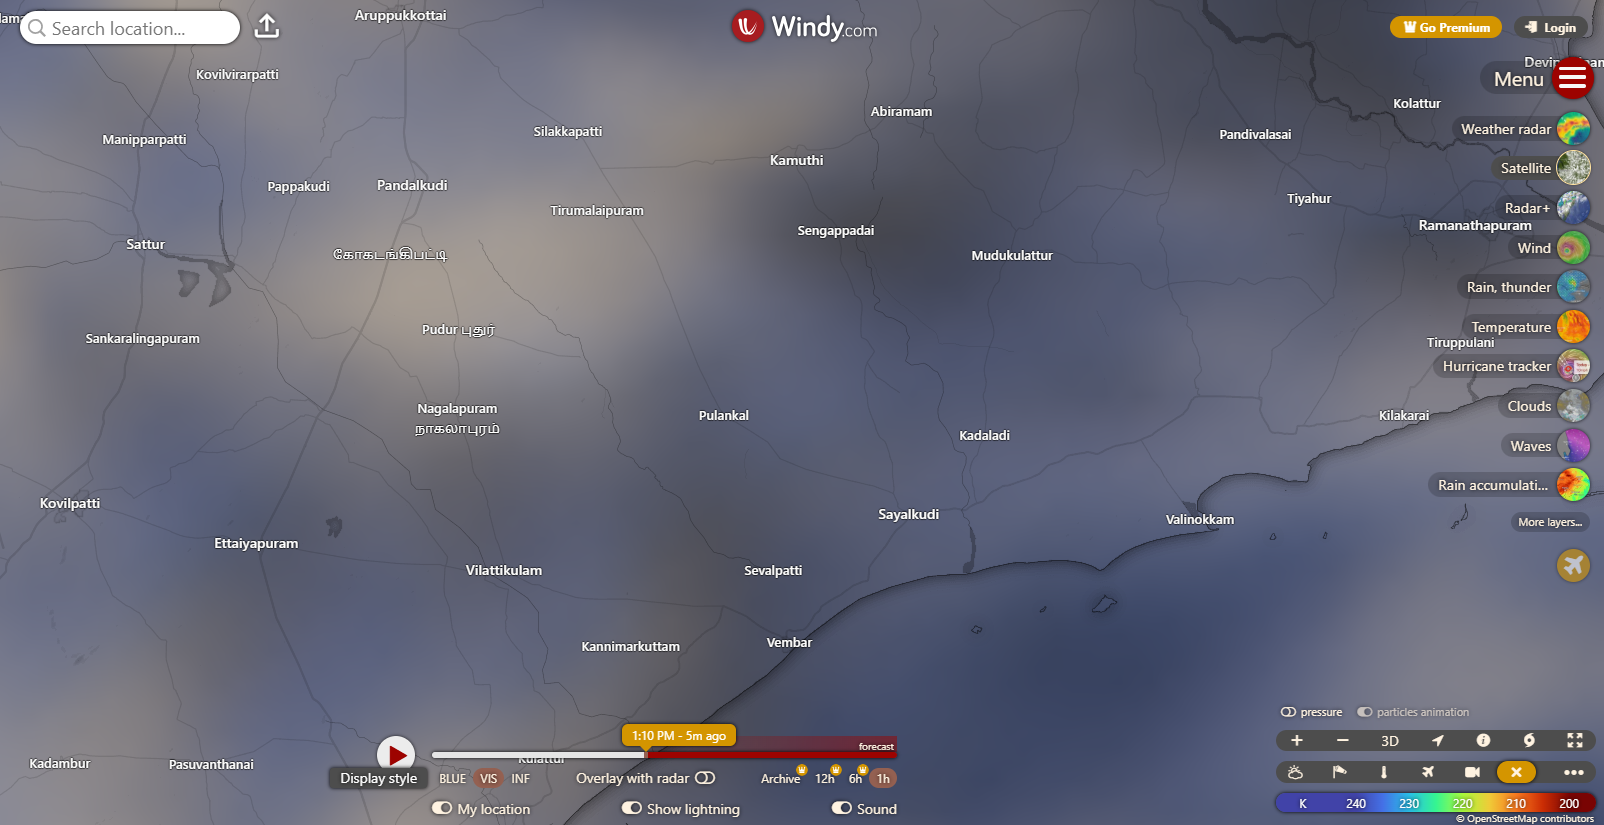 Search location...
Windy.com
Go Premium
Login
Menu
Weather radar
Satellite
Radar+
Wind
Rain, thunder
Temperature
Hurricane tracker
Clouds
Waves
Rain accumulati...
More layers...
Aruppukkottai
Kovilvirarpatti
Abiramam
Kolattur
Silakkapatti
Pandivalasai
Manipparpatti
Kamuthi
Pappakudi
Pandalkudi
Tiyahur
Tirumalaipuram
Ramanathapuram
Sengappadai
Sattur
கோகடங்கிபட்டி
Mudukulattur
Pudur புதுர்
Sankaralingapuram
Tiruppulani
Nagalapuram
நாகலாபுரம்
Pulankal
Kilakarai
Kadaladi
Kovilpatti
Sayalkudi
Valinokkam
Ettaiyapuram
Vilattikulam
Sevalpatti
Kannimarkuttam
Vembar
Kadambur
Pasuvanthanai
Kulattur
1:10 PM - 5m ago
forecast
Display style
BLUE VIS INF
Overlay with radar
Archive 12h 6h 1h
My location
Show lightning
Sound
pressure
particles animation
3D
K 240 230 220 210 200
© OpenStreetMap contributors